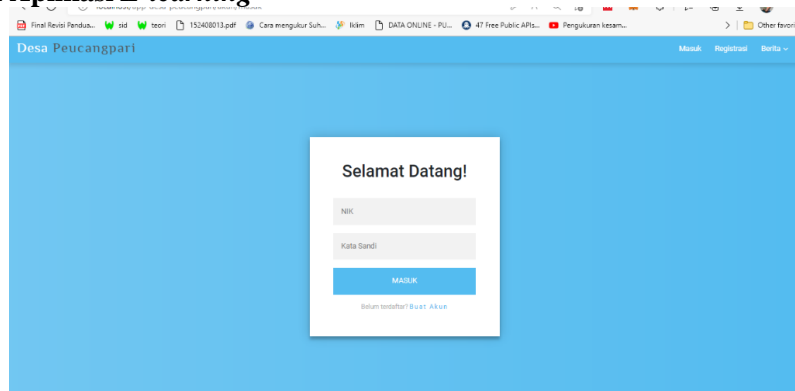 Final Revisi Pandua... sid teori 152408013.pdf Cara mengukur Suh... Iklim DATA ONLINE - PU... 47 Free Public APIs... Pengukuran kesam... Other favori
Desa Peucangpari Masuk Registrasi Berita
Selamat Datang!
NIK
Kata Sandi
MASUK
Belum terdaftar? Buat Akun